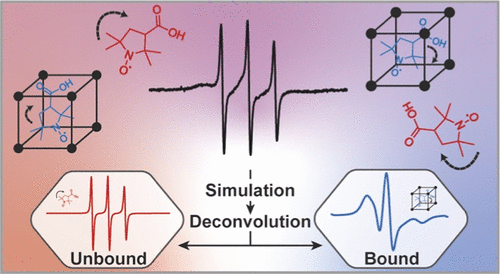 O
OH
N
O•
O
OH
N
O•
O
OH
N
O•
HO
O
N-O•
Simulation
Deconvolution
Unbound
Bound